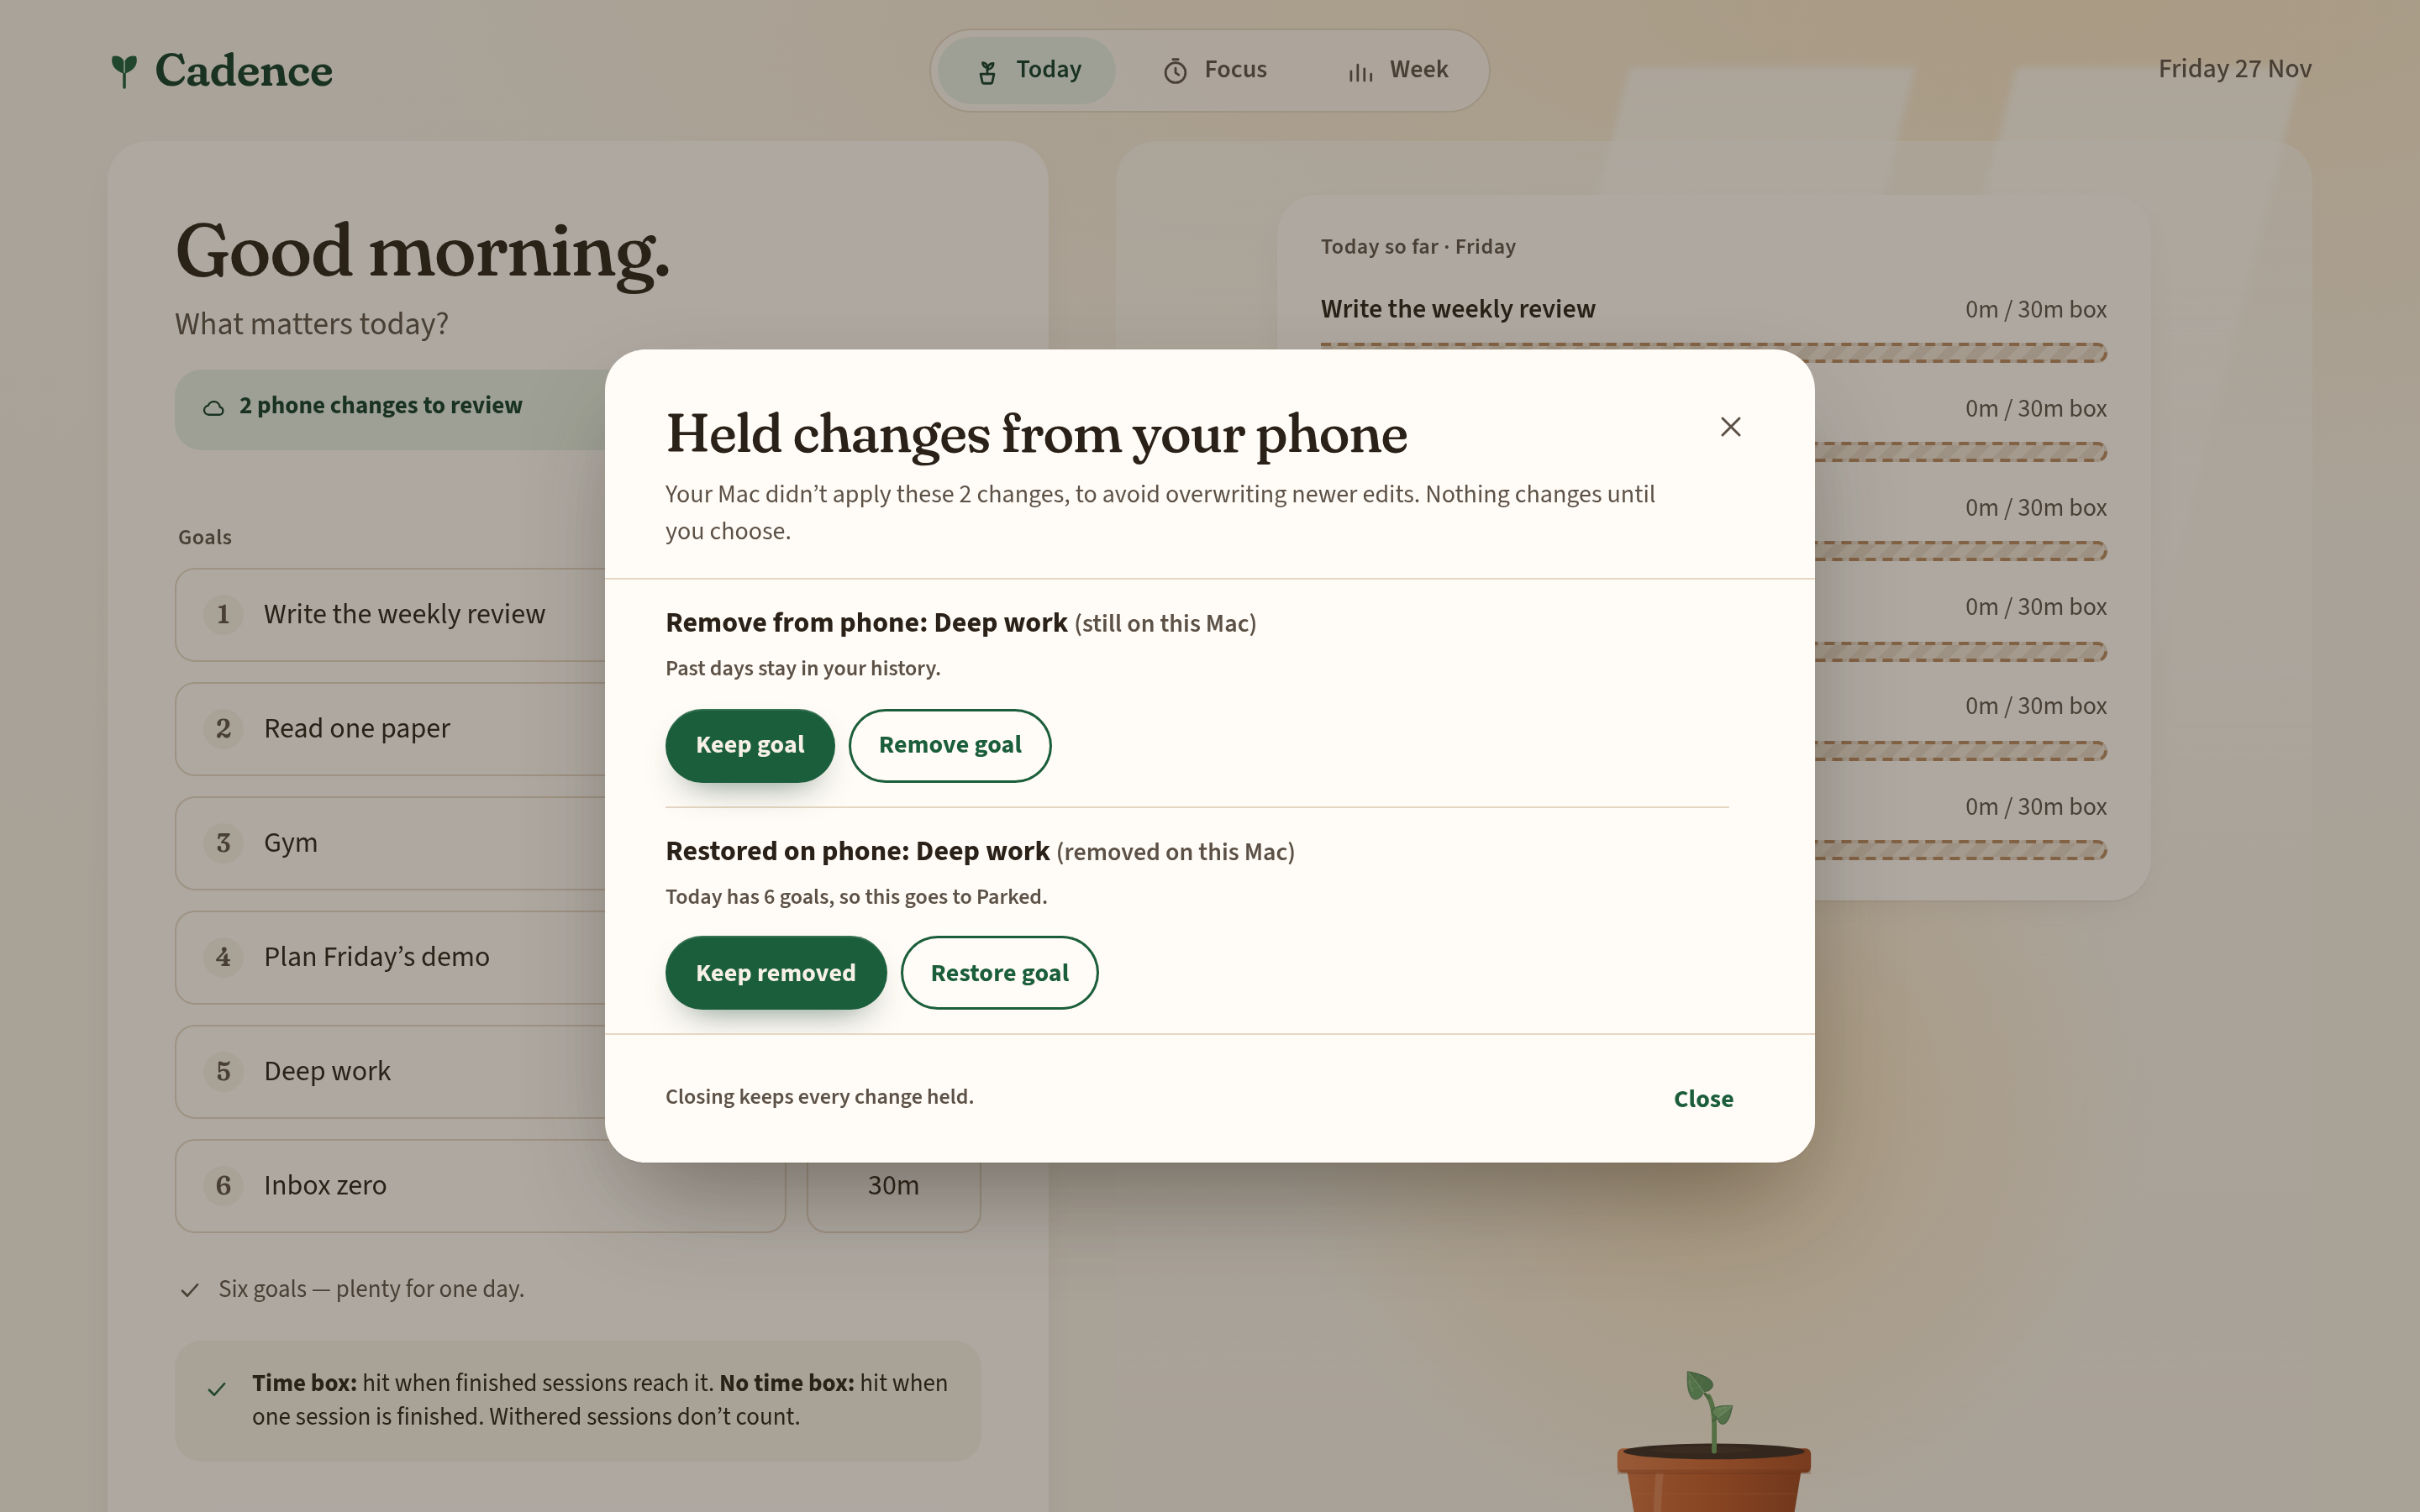 Cadence
Today
Focus
Week
Friday 27 Nov
Good morning.
What matters today?
2 phone changes to review
Goals
1 Write the weekly review
2 Read one paper
3 Gym
4 Plan Friday’s demo
5 Deep work
6 Inbox zero
30m
Six goals — plenty for one day.
Time box: hit when finished sessions reach it. No time box: hit when
one session is finished. Withered sessions don’t count.
Today so far · Friday
Write the weekly review 0m / 30m box
0m / 30m box
0m / 30m box
0m / 30m box
0m / 30m box
0m / 30m box
Held changes from your phone
Your Mac didn’t apply these 2 changes, to avoid overwriting newer edits. Nothing changes until
you choose.
Remove from phone: Deep work (still on this Mac)
Past days stay in your history.
Keep goal
Remove goal
Restored on phone: Deep work (removed on this Mac)
Today has 6 goals, so this goes to Parked.
Keep removed
Restore goal
Closing keeps every change held.
Close